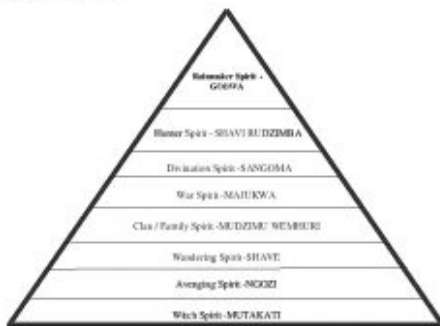 Rainmaker Spirit -
GOSWA
Hunter Spirit - SHAVI RUDZIMBA
Divination Spirit -SANGOMA
War Spirit -MAJUKWA
Clan / Family Spirit -MUDZIMU WEMHURI
Wandering Spirit -SHAVE
Avenging Spirit -NGOZI
Witch Spirit -MUTAKATI